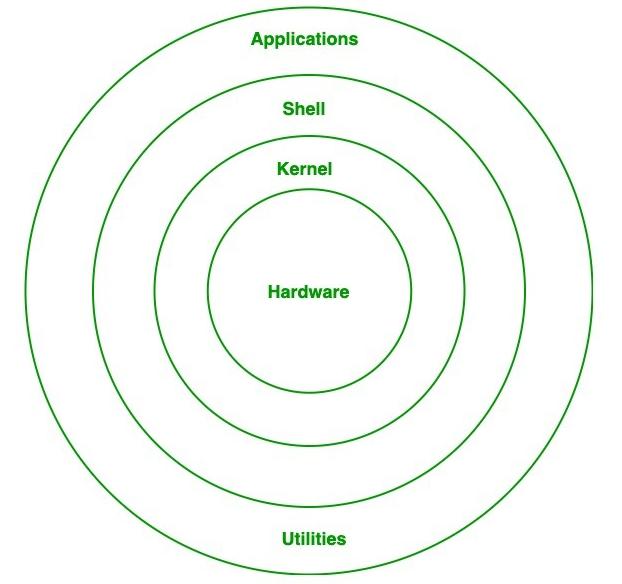 Applications
Shell
Kernel
Hardware
Utilities